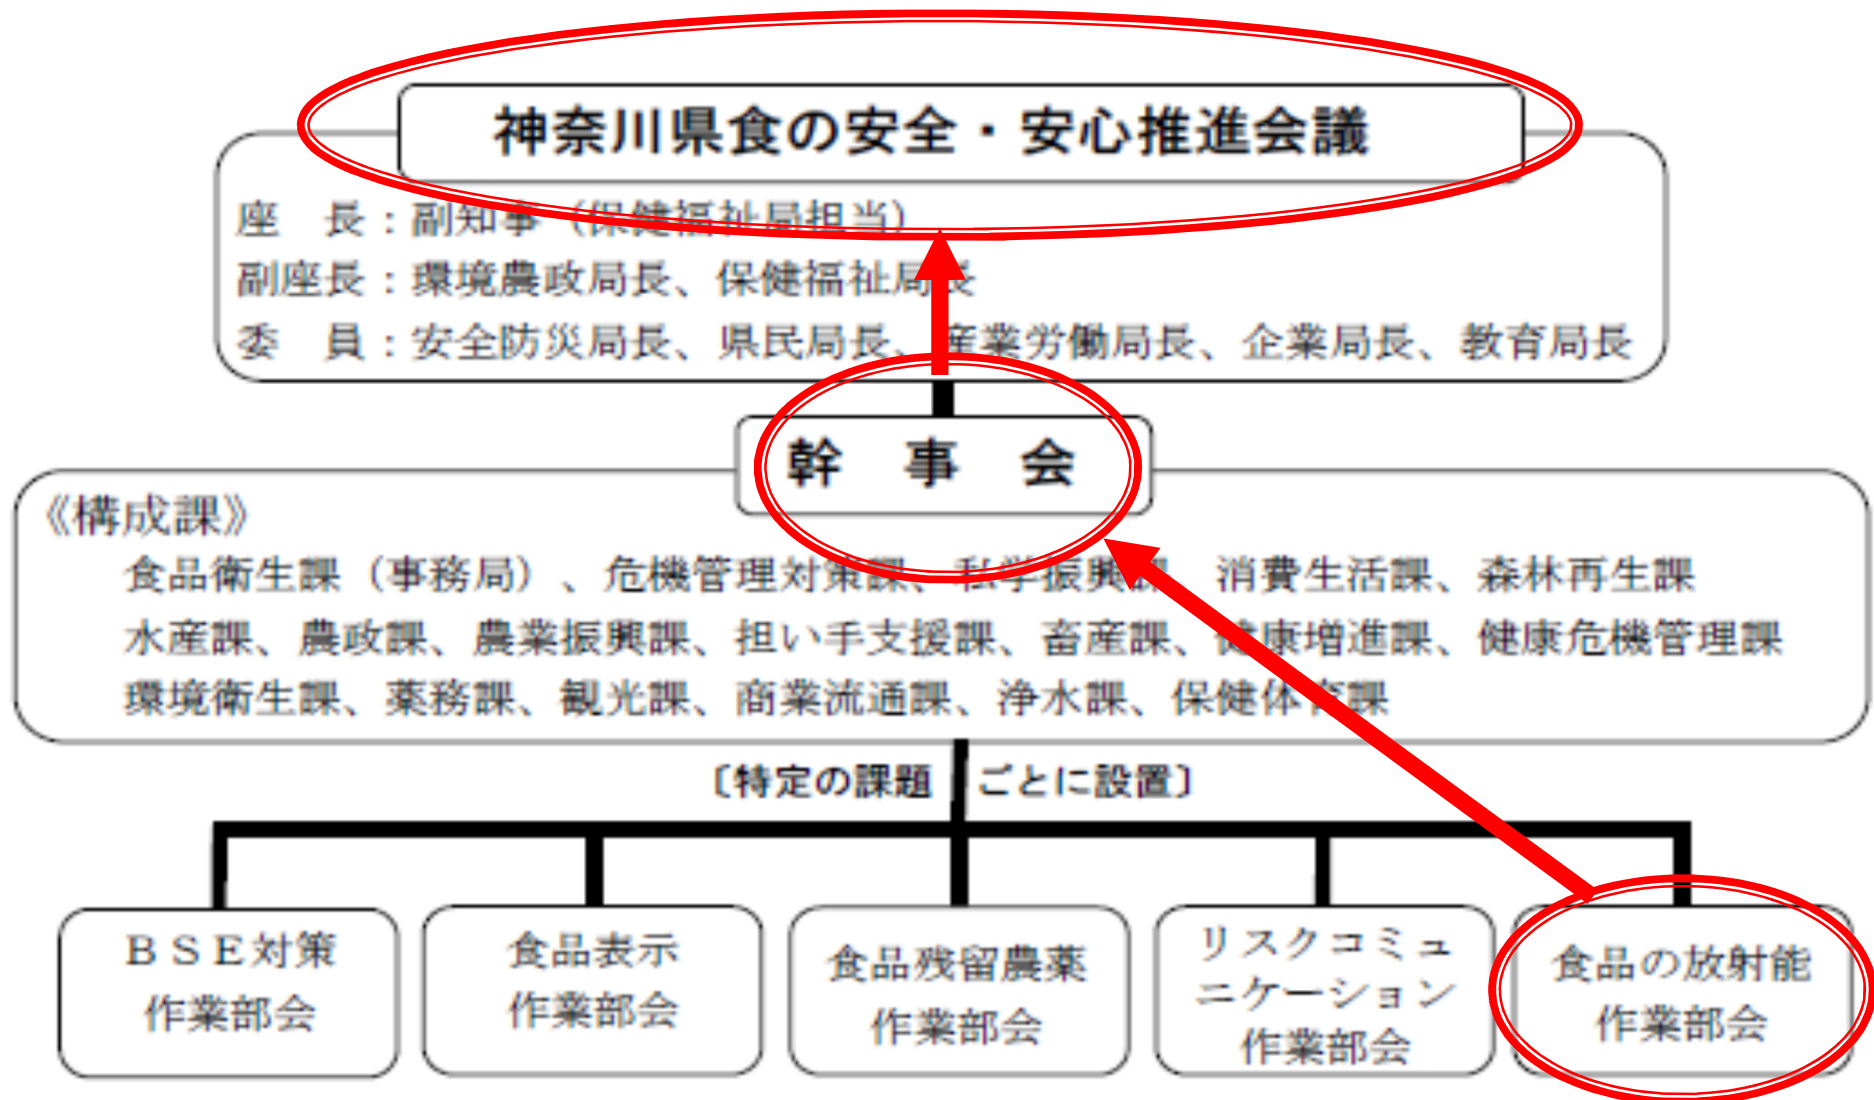 神奈川県食の安全・安心推進会議
座　長：副知事（保健福祉局担当）
副座長：環境農政局長、保健福祉局長
委　員：安全防災局長、県民局長、産業労働局長、企業局長、教育局長
幹　事　会
《構成課》
食品衛生課（事務局）、危機管理対策課、私学振興課　消費生活課、森林再生課
水産課、農政課、農業振興課、担い手支援課、畜産課、健康増進課、健康危機管理課
環境衛生課、薬務課、観光課、商業流通課、浄水課、保健体育課
〔特定の課題ごとに設置〕
ＢＳＥ対策
作業部会
食品表示
作業部会
食品残留農薬
作業部会
リスクコミュ
ニケーション
作業部会
食品の放射能
作業部会